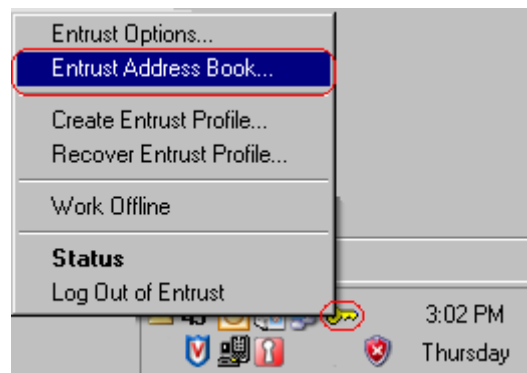 Entrust Options...
Entrust Address Book...
Create Entrust Profile...
Recover Entrust Profile...
Work Offline
Status
Log Out of Entrust
3:02 PM
Thursday